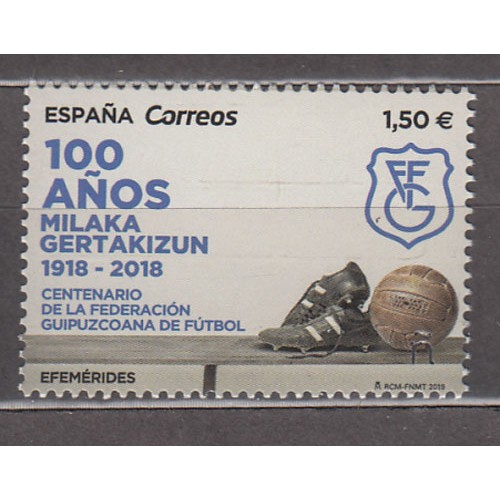 ESPAÑA Correos
1,50 €
100
AÑOS
MILAKA
GERTAKIZUN
1918 - 2018
CENTENARIO
DE LA FEDERACIÓN
GUIPUZCOANA DE FÚTBOL
FFG
EFEMÉRIDES
RCM-FNMT 2018